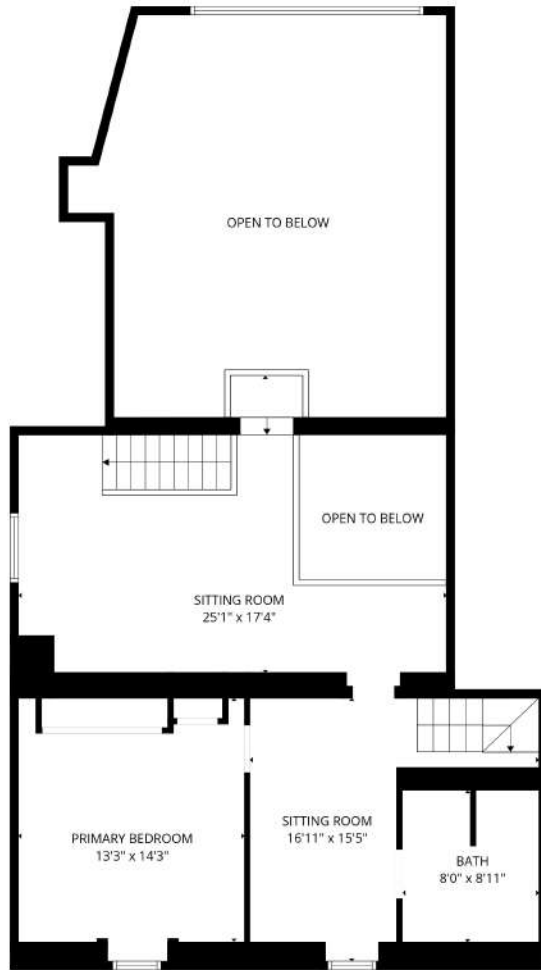 OPEN TO BELOW
OPEN TO BELOW
SITTING ROOM
25'1" x 17'4"
SITTING ROOM
16'11" x 15'5"
PRIMARY BEDROOM
13'3" x 14'3"
BATH
8'0" x 8'11"